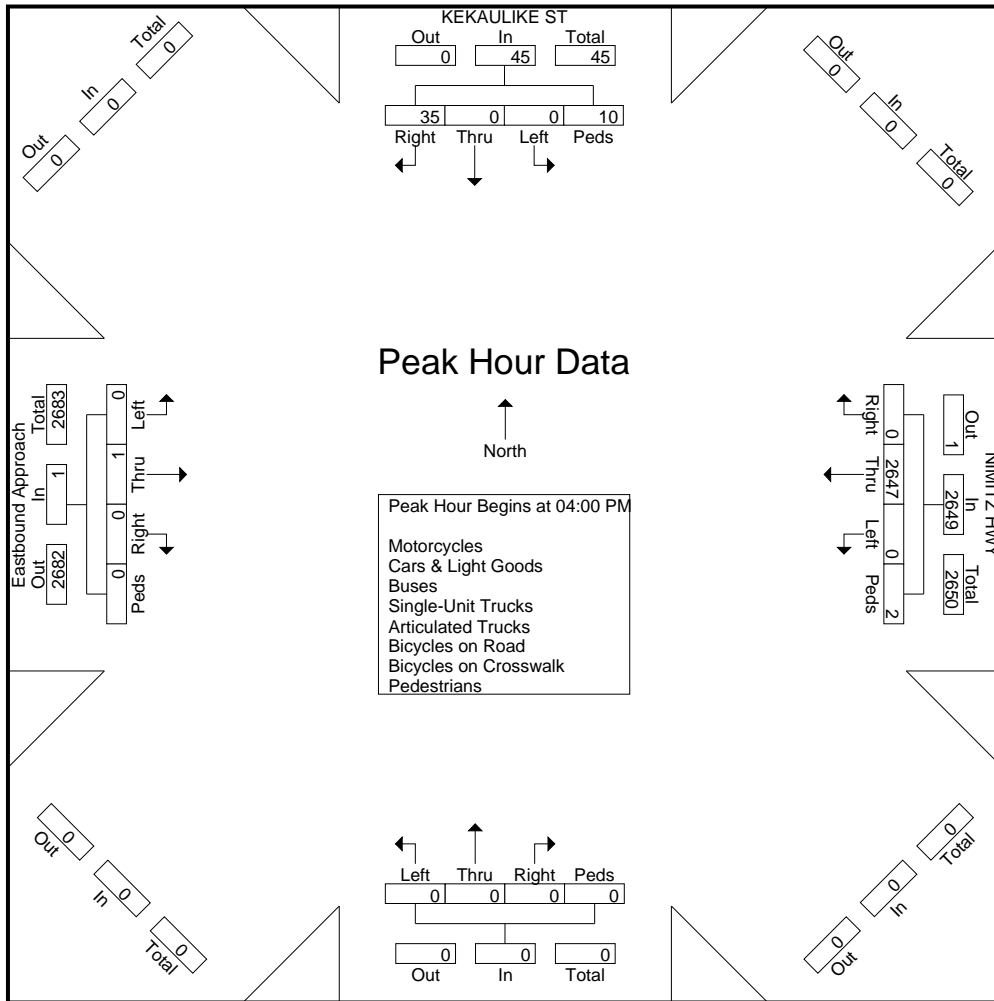 KEKAULIKE ST
Out In Total
0 45 45
35 0 0 10
Right Thru Left Peds
Out In Total
0 0 0
Out In Total
0 0 0
Peak Hour Data
North
Peak Hour Begins at 04:00 PM
Motorcycles
Cars & Light Goods
Buses
Single-Unit Trucks
Articulated Trucks
Bicycles on Road
Bicycles on Crosswalk
Pedestrians
Eastbound Approach
Out In Total
2682 1 2683
0 0 1 0
Peds Right Thru Left
NIMITZ HWY
Out In Total
1 2649 2650
0 2647 0 2
Right Thru Left Peds
Out In Total
0 0 0
Left Thru Right Peds
0 0 0 0
0 0 0
Out In Total
Out In Total
0 0 0